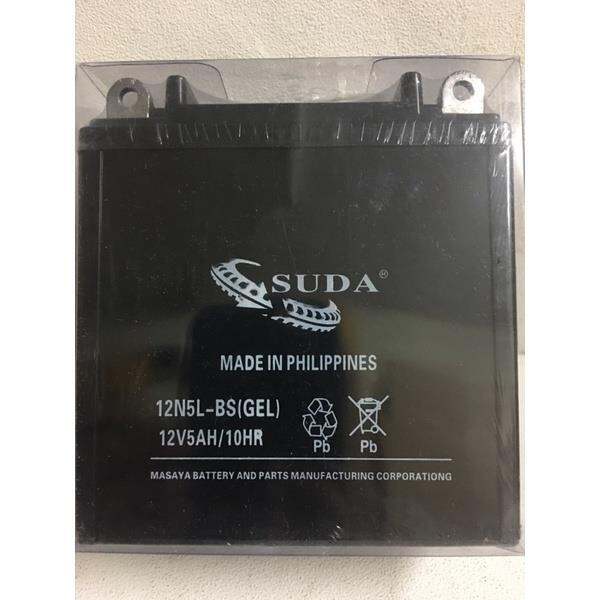 SUDA®
MADE IN PHILIPPINES
12N5L-BS(GEL)
12V5AH/10HR
Pb
Pb
MASAYA BATTERY AND PARTS MANUFACTURING CORPORATIONG